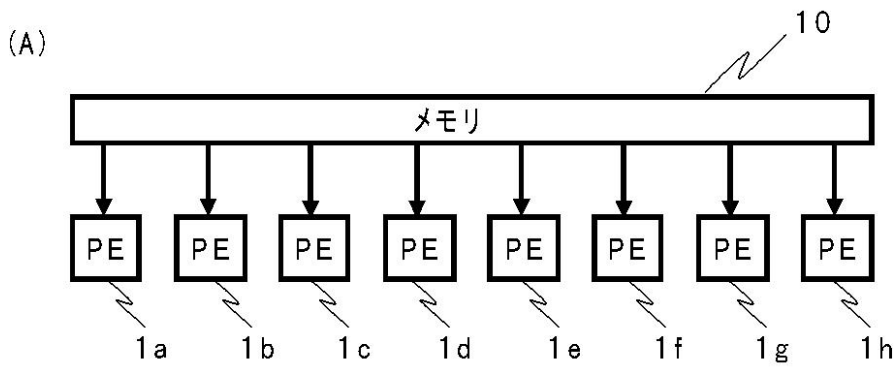 10
(A)
メモリ
PE PE PE PE PE PE PE PE
1a 1b 1c 1d 1e 1f 1g 1h